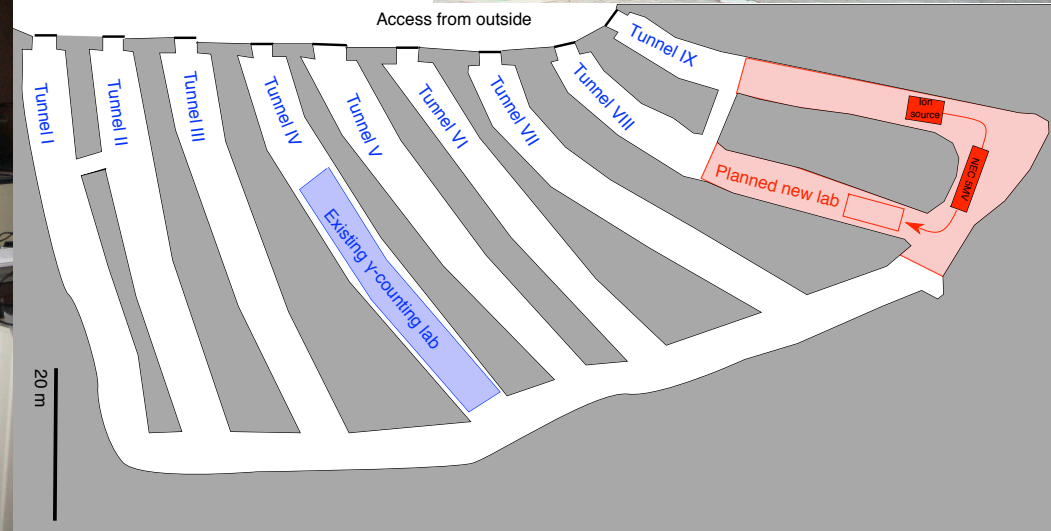 Access from outside
Tunnel I
Tunnel II
Tunnel III
Tunnel IV
Tunnel V
Tunnel VI
Tunnel VII
Tunnel VIII
Tunnel IX
Ion
source
NEC 5MV
Planned new lab
Existing γ-counting lab
20 m